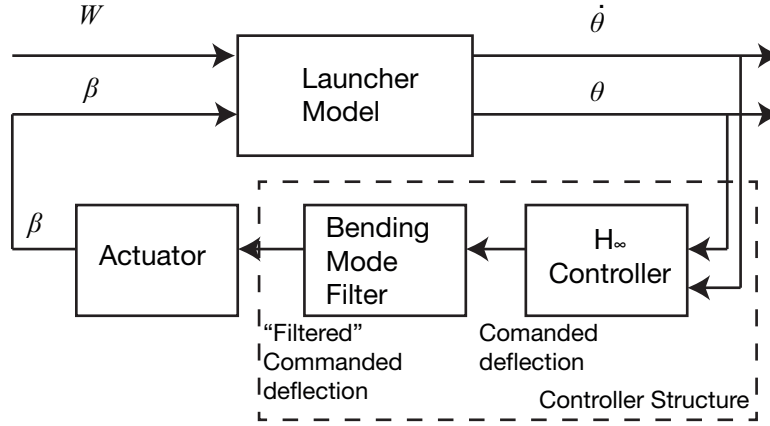 W
θ̇
Launcher
Model
β
θ
β
Actuator
Bending
Mode
Filter
H∞
Controller
“Filtered”
Commanded
deflection
Comanded
deflection
Controller Structure